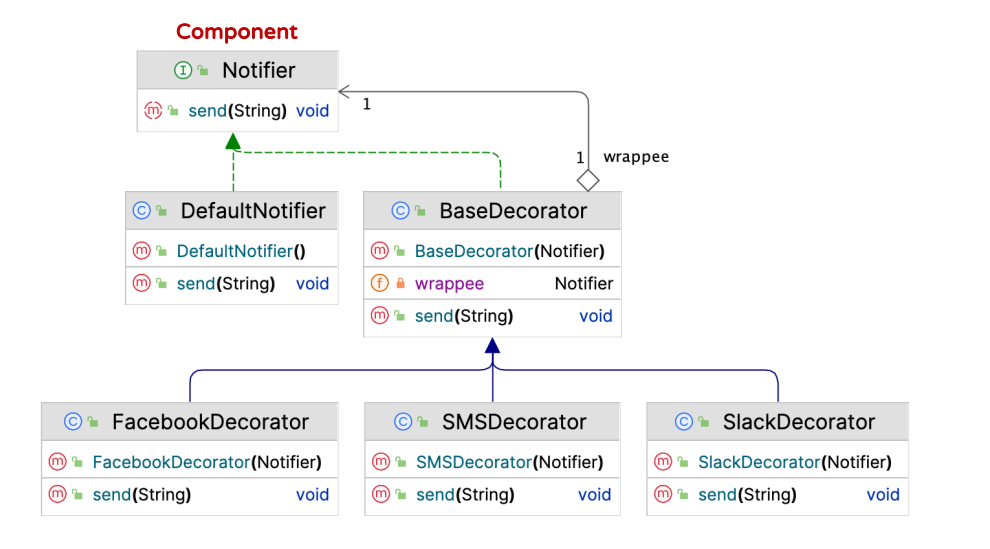 Component
I Notifier
m send(String) void
1
1 wrappee
C DefaultNotifier
m DefaultNotifier()
m send(String) void
C BaseDecorator
m BaseDecorator(Notifier)
f wrappee Notifier
m send(String) void
C FacebookDecorator
m FacebookDecorator(Notifier)
m send(String) void
C SMSDecorator
m SMSDecorator(Notifier)
m send(String) void
C SlackDecorator
m SlackDecorator(Notifier)
m send(String) void